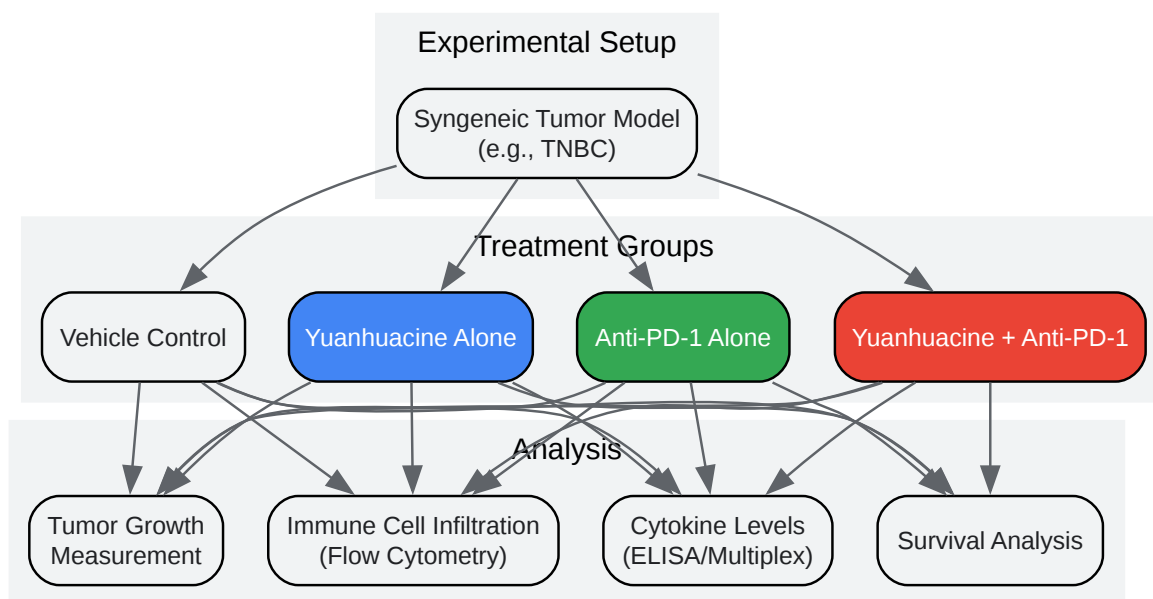 Experimental Setup
Syngeneic Tumor Model
(e.g., TNBC)
Treatment Groups
Vehicle Control
Yuanhuacine Alone
Anti-PD-1 Alone
Yuanhuacine + Anti-PD-1
Analysis
Tumor Growth
Measurement
Immune Cell Infiltration
(Flow Cytometry)
Cytokine Levels
(ELISA/Multiplex)
Survival Analysis